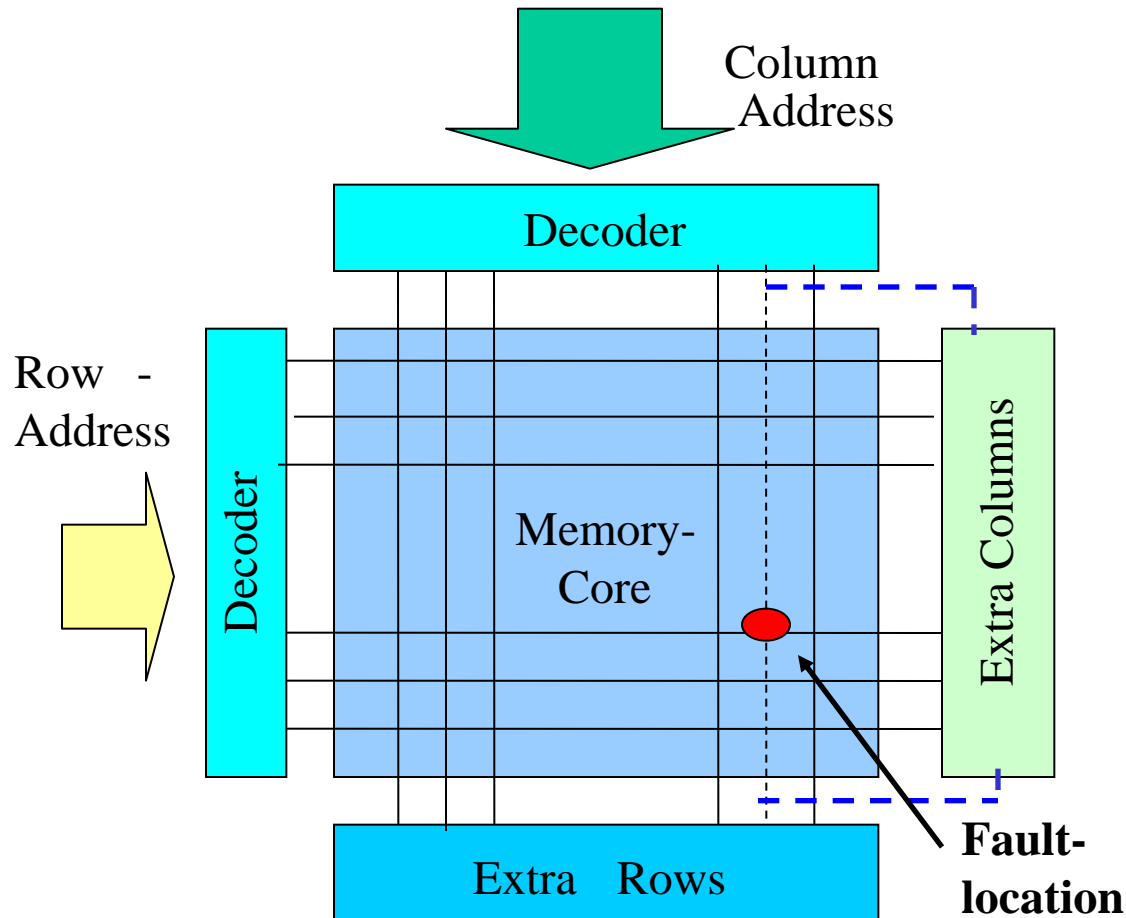 Column
Address
Decoder
Row -
Address
Decoder
Memory-
Core
Extra Columns
Extra Rows
Fault-
location